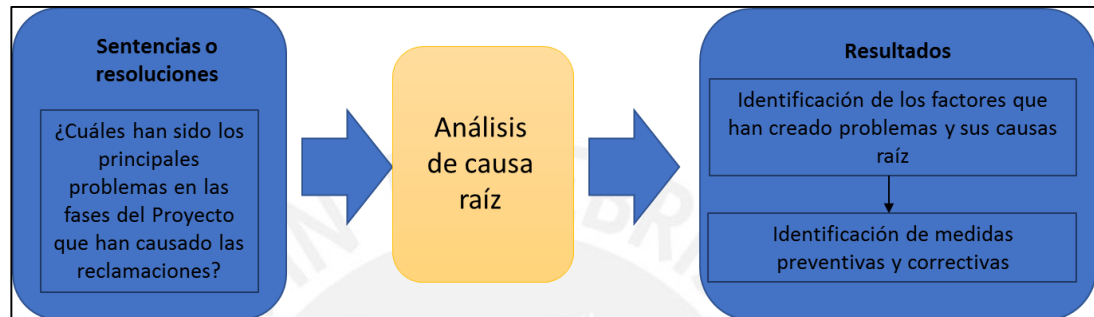 Sentencias o
resoluciones
¿Cuáles han sido los
principales
problemas en las
fases del Proyecto
que han causado las
reclamaciones?
Análisis
de causa
raíz
Resultados
Identificación de los factores que
han creado problemas y sus causas
raíz
Identificación de medidas
preventivas y correctivas